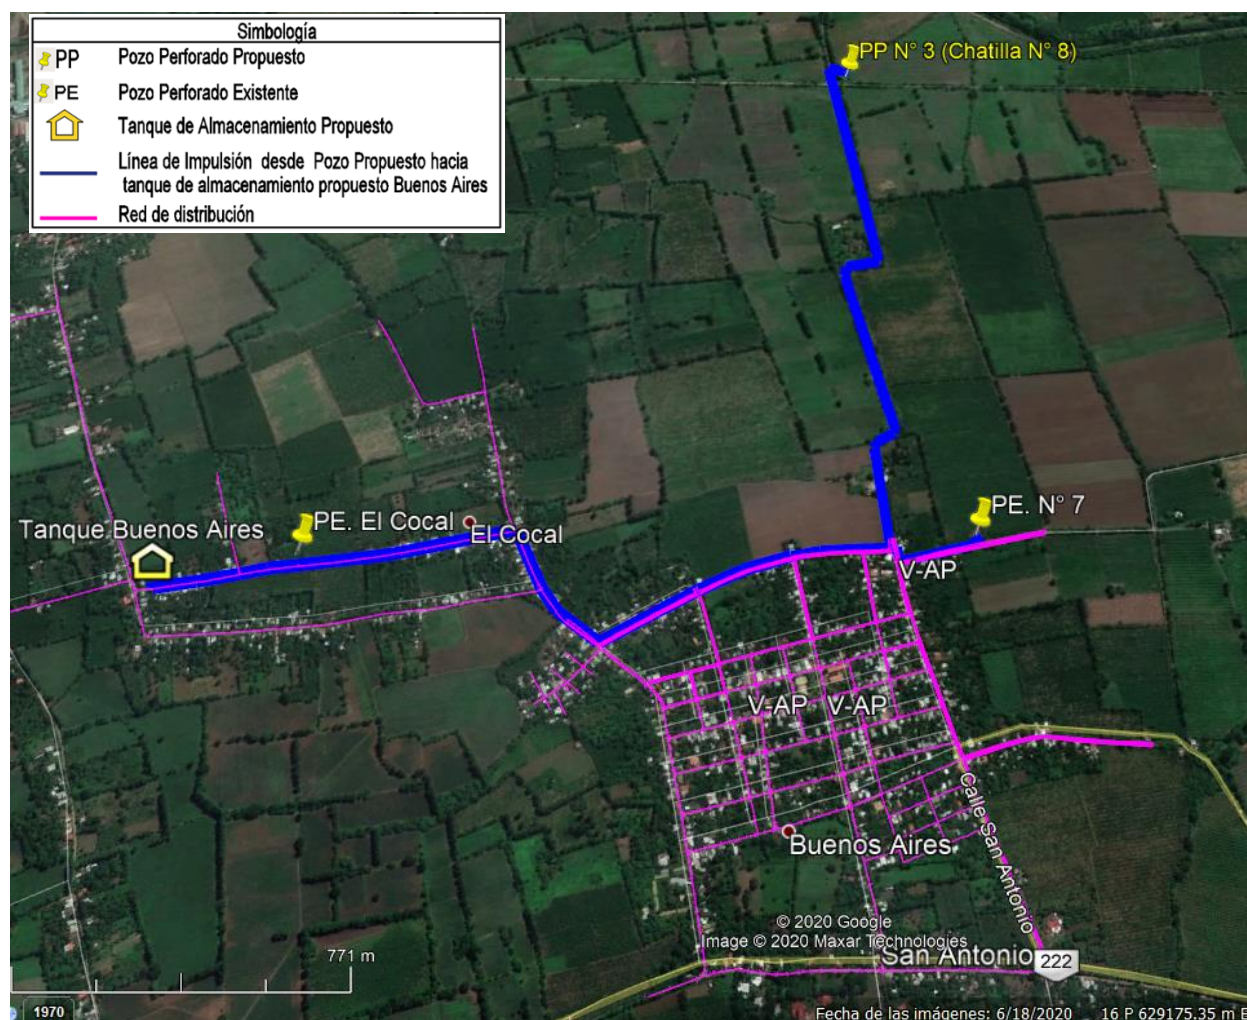 Simbología
PP Pozo Perforado Propuesto
PE Pozo Perforado Existente
Tanque de Almacenamiento Propuesto
Línea de Impulsión desde Pozo Propuesto hacia
tanque de almacenamiento propuesto Buenos Aires
Red de distribución
PP N° 3 (Chatilla N° 8)
PE. N° 7
PE. El Cocal
El Cocal
Tanque Buenos Aires
V-AP
V-AP V-AP
Calle San Antonio
Buenos Aires
© 2020 Google
Image © 2020 Maxar Technologies
San Antonio 222
771 m
1970
Fecha de las imágenes: 6/18/2020 16 P 629175.35 m E